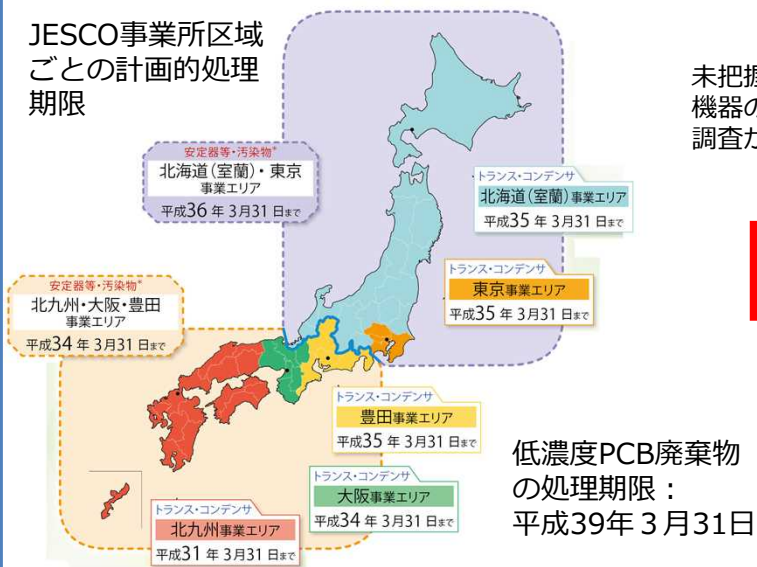 JESCO事業所区域
ごとの計画的処理
期限
未把握
機器の
調査が
安定器等・汚染物*
北海道(室蘭)・東京
事業エリア
平成36年3月31日まで
トランス・コンデンサ
北海道(室蘭)事業エリア
平成35年3月31日まで
トランス・コンデンサ
東京事業エリア
平成35年3月31日まで
安定器等・汚染物*
北九州・大阪・豊田
事業エリア
平成34年3月31日まで
トランス・コンデンサ
豊田事業エリア
平成35年3月31日まで
トランス・コンデンサ
大阪事業エリア
平成34年3月31日まで
トランス・コンデンサ
北九州事業エリア
平成31年3月31日まで
低濃度PCB廃棄物
の処理期限：
平成39年３月31日